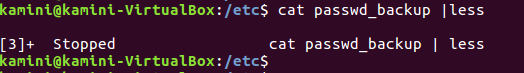 kamini@kamini-VirtualBox:/etc$ cat passwd_backup |less
[3]+  Stopped                 cat passwd_backup | less
kamini@kamini-VirtualBox:/etc$